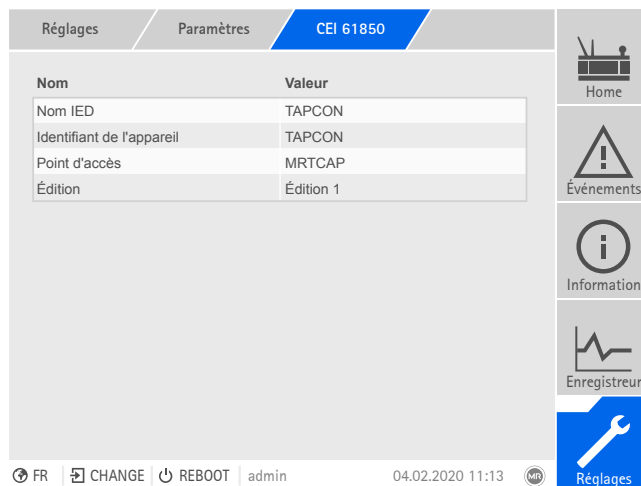 Réglages Paramètres CEI 61850
Nom Valeur
Nom IED TAPCON
Identifiant de l'appareil TAPCON
Point d'accès MRTCAP
Édition Édition 1
Home
Événements
Information
Enregistreur
Réglages
FR CHANGE REBOOT admin 04.02.2020 11:13 MR